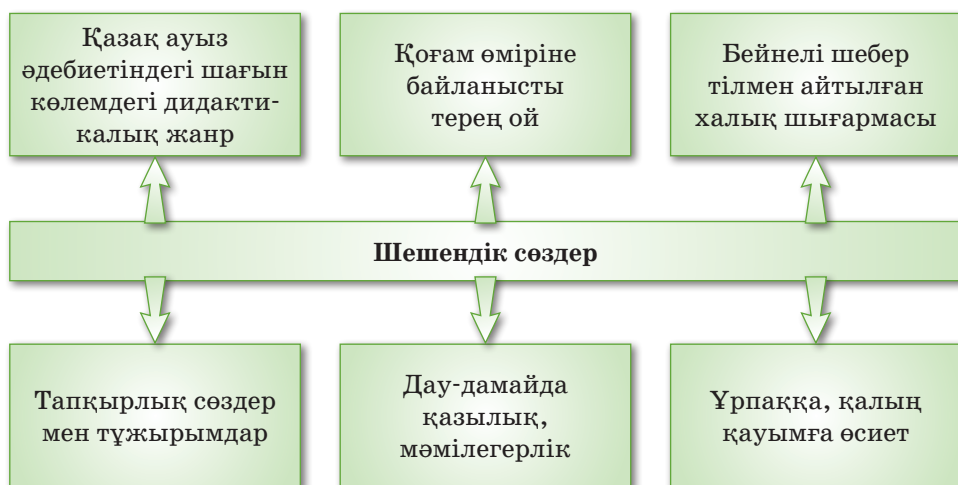 Қазақ ауыз
әдебиетіндегі шағын
көлемдегі дидакти-
калық жанр
Қоғам өміріне
байланысты
терең ой
Бейнелі шебер
тілмен айтылған
халық шығармасы
Шешендік сөздер
Тапқырлық сөздер
мен тұжырымдар
Дау-дамайда
қазылық,
мәмілегерлік
Ұрпаққа, қалың
қауымға өсиет